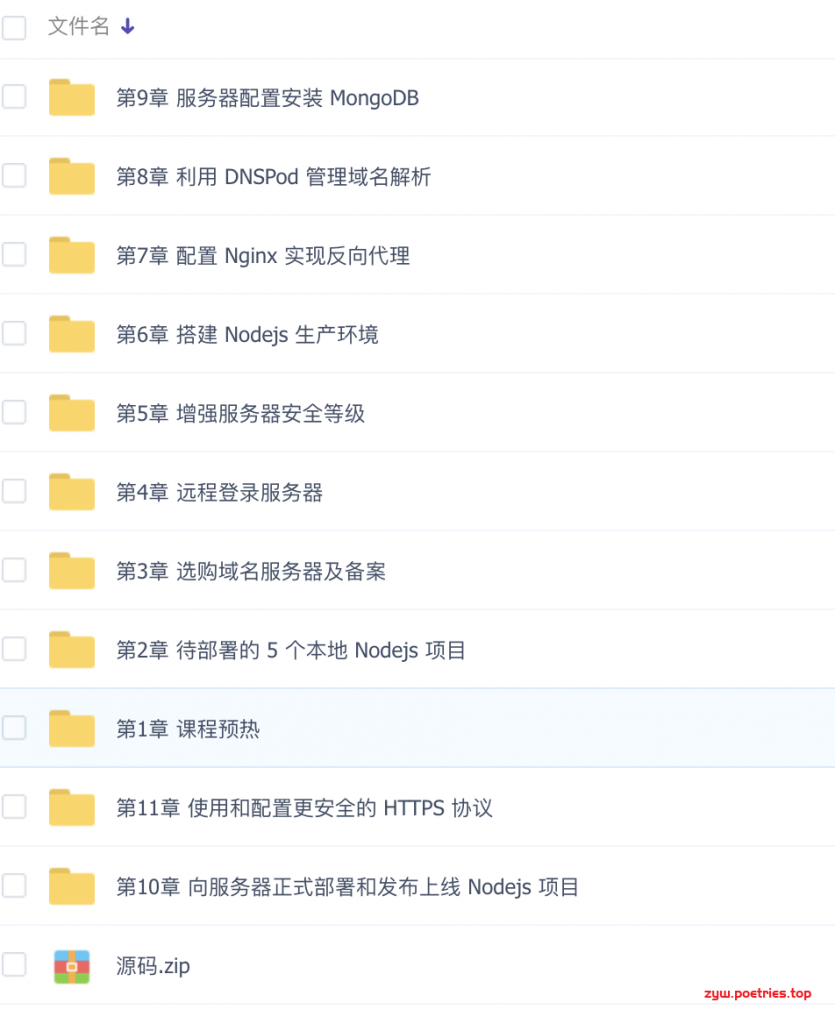 文件名
第9章 服务器配置安装 MongoDB
第8章 利用 DNSPod 管理域名解析
第7章 配置 Nginx 实现反向代理
第6章 搭建 Nodejs 生产环境
第5章 增强服务器安全等级
第4章 远程登录服务器
第3章 选购域名服务器及备案
第2章 待部署的 5 个本地 Nodejs 项目
第1章 课程预热
第11章 使用和配置更安全的 HTTPS 协议
第10章 向服务器正式部署和发布上线 Nodejs 项目
源码.zip
zyw.poetries.top